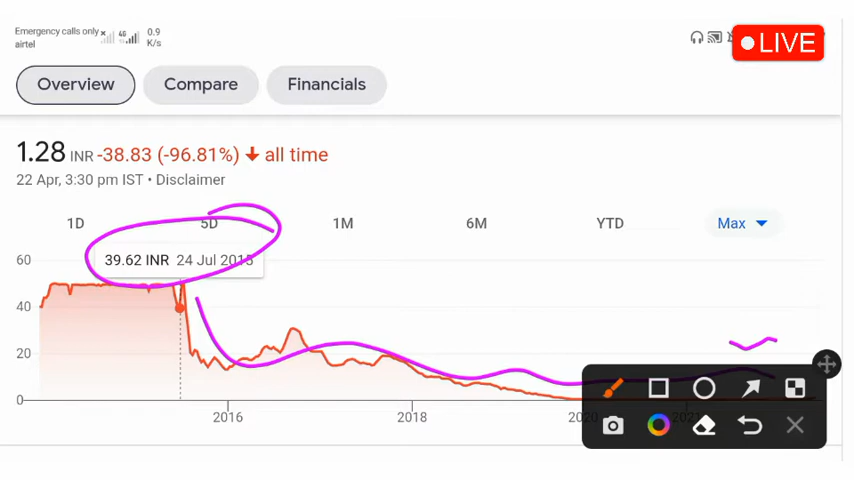 Emergency calls only
airtel
4G
0.9
K/s
LIVE
Overview
Compare
Financials
1.28 INR -38.83 (-96.81%) all time
22 Apr, 3:30 pm IST • Disclaimer
1D 5D 1M 6M YTD Max
39.62 INR 24 Jul 2015
60
40
20
0
2016 2018 2020 2021